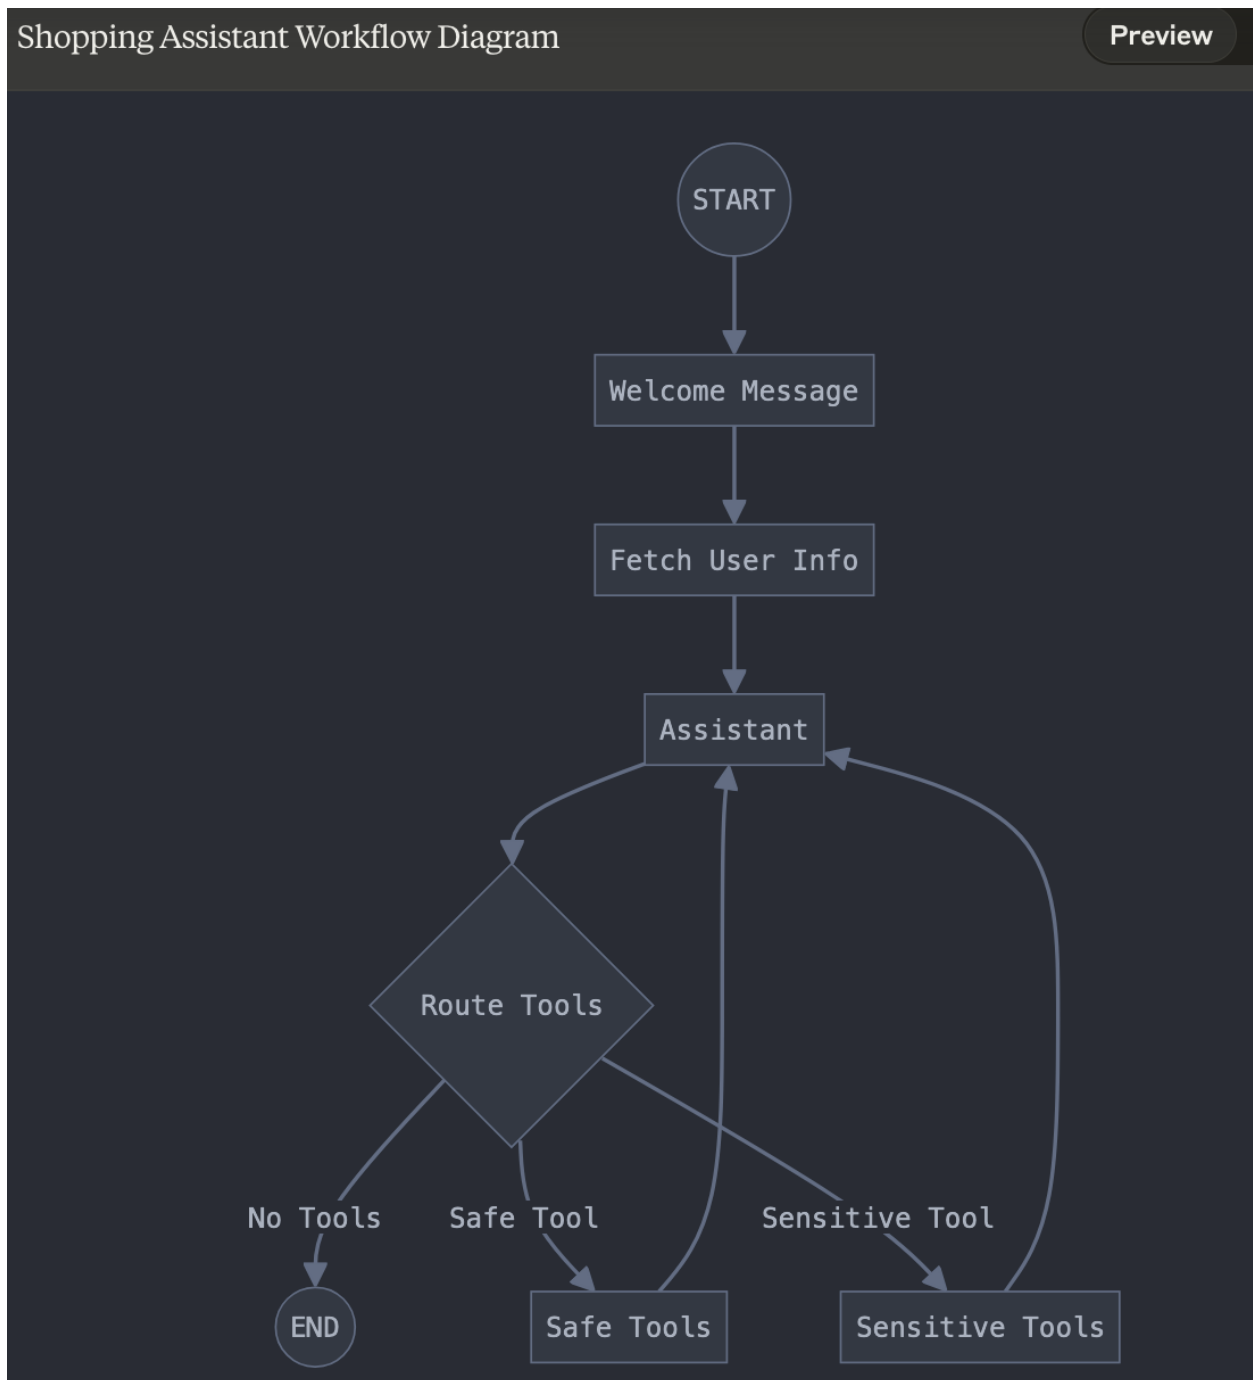 Shopping Assistant Workflow Diagram
Preview
START
Welcome Message
Fetch User Info
Assistant
Route Tools
No Tools
Safe Tool
Sensitive Tool
END
Safe Tools
Sensitive Tools